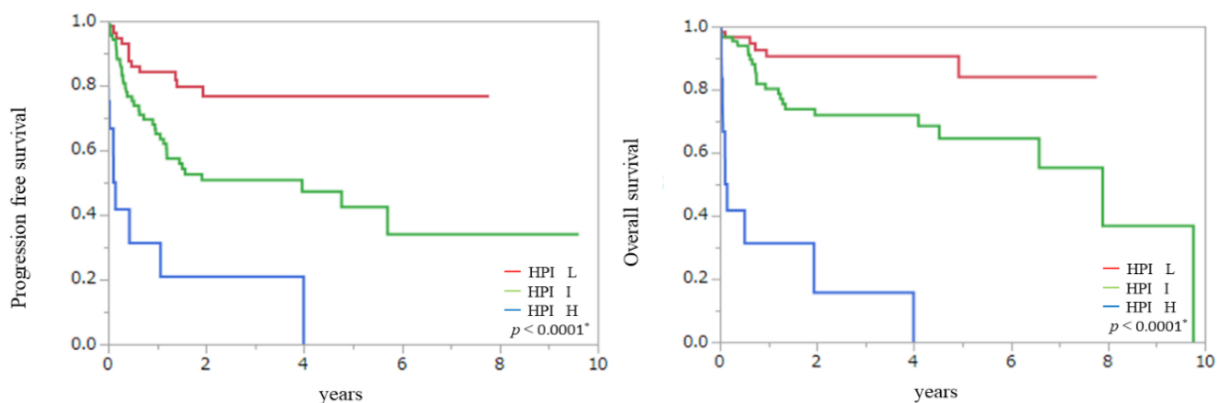 Progression free survival
1.0
0.8
0.6
0.4
0.2
0.0
0 2 4 6 8 10
years
HPI L
HPI I
HPI H
p < 0.0001*
Overall survival
1.0
0.8
0.6
0.4
0.2
0.0
0 2 4 6 8 10
years
HPI L
HPI I
HPI H
p < 0.0001*